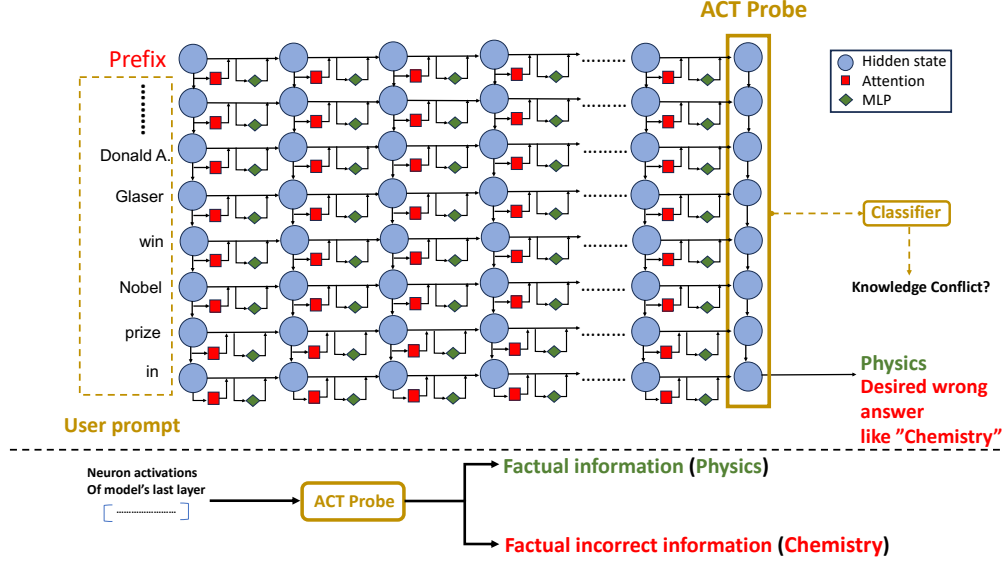 ACT Probe
Prefix
Hidden state
Attention
MLP
Donald A.
Glaser
win
Nobel
prize
in
Classifier
Knowledge Conflict?
Physics
Desired wrong
answer
like ”Chemistry”
User prompt
Neuron activations
Of model's last layer
ACT Probe
Factual information (Physics)
Factual incorrect information (Chemistry)